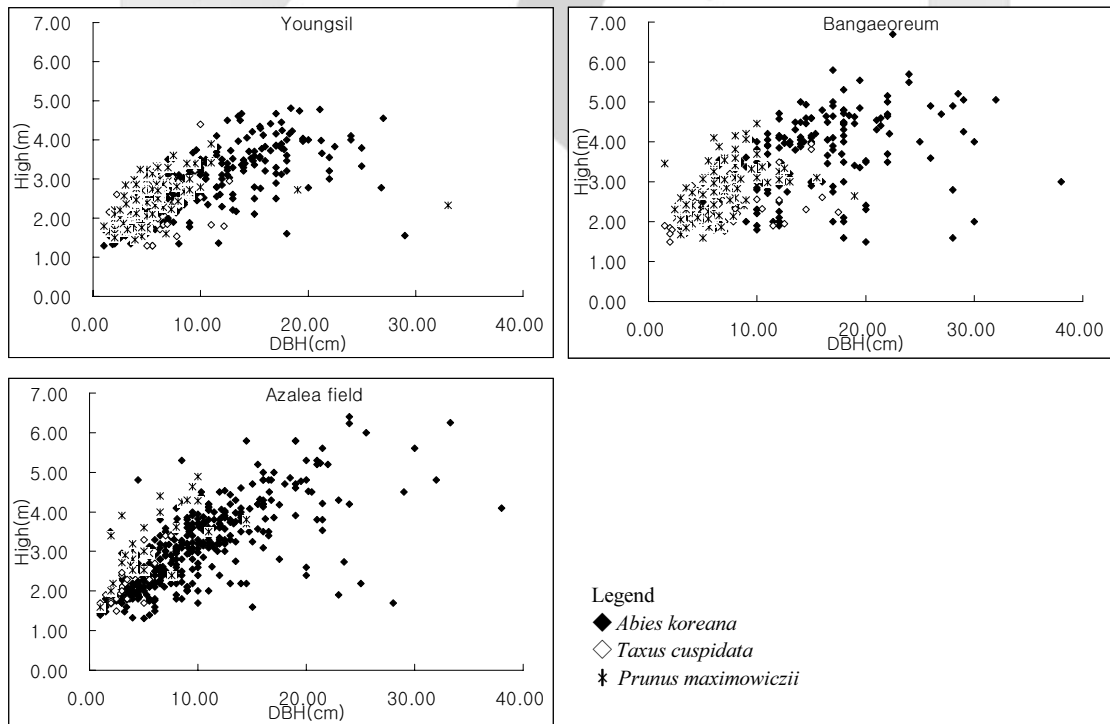 Youngsil
7.00
6.00
5.00
4.00
3.00
2.00
1.00
0.00
High(m)
0.00 10.00 20.00 30.00 40.00
DBH(cm)
Bangaeoreum
7.00
6.00
5.00
4.00
3.00
2.00
1.00
0.00
High(m)
0.00 10.00 20.00 30.00 40.00
DBH(cm)
Azalea field
7.00
6.00
5.00
4.00
3.00
2.00
1.00
0.00
High(m)
0.00 10.00 20.00 30.00 40.00
DBH(cm)
Legend
Abies koreana
Taxus cuspidata
Prunus maximowiczii